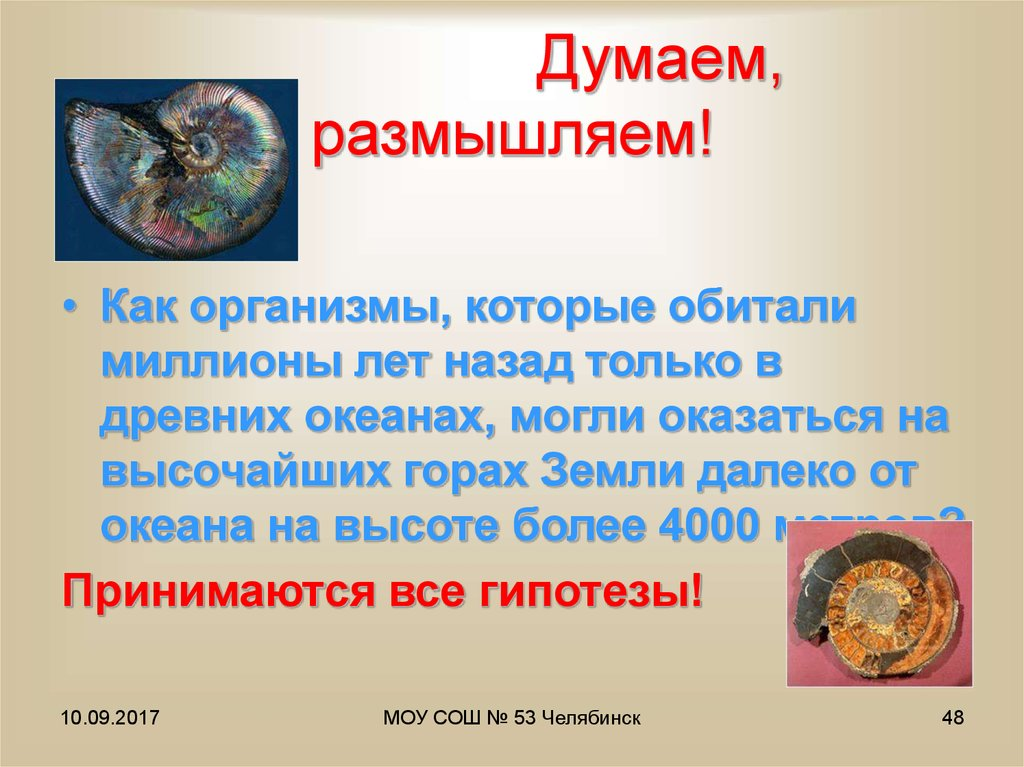 Думаем,
размышляем!
• Как организмы, которые обитали
миллионы лет назад только в
древних океанах, могли оказаться на
высочайших горах Земли далеко от
океана на высоте более 4000 метров?
Принимаются все гипотезы!
10.09.2017 МОУ СОШ № 53 Челябинск 48